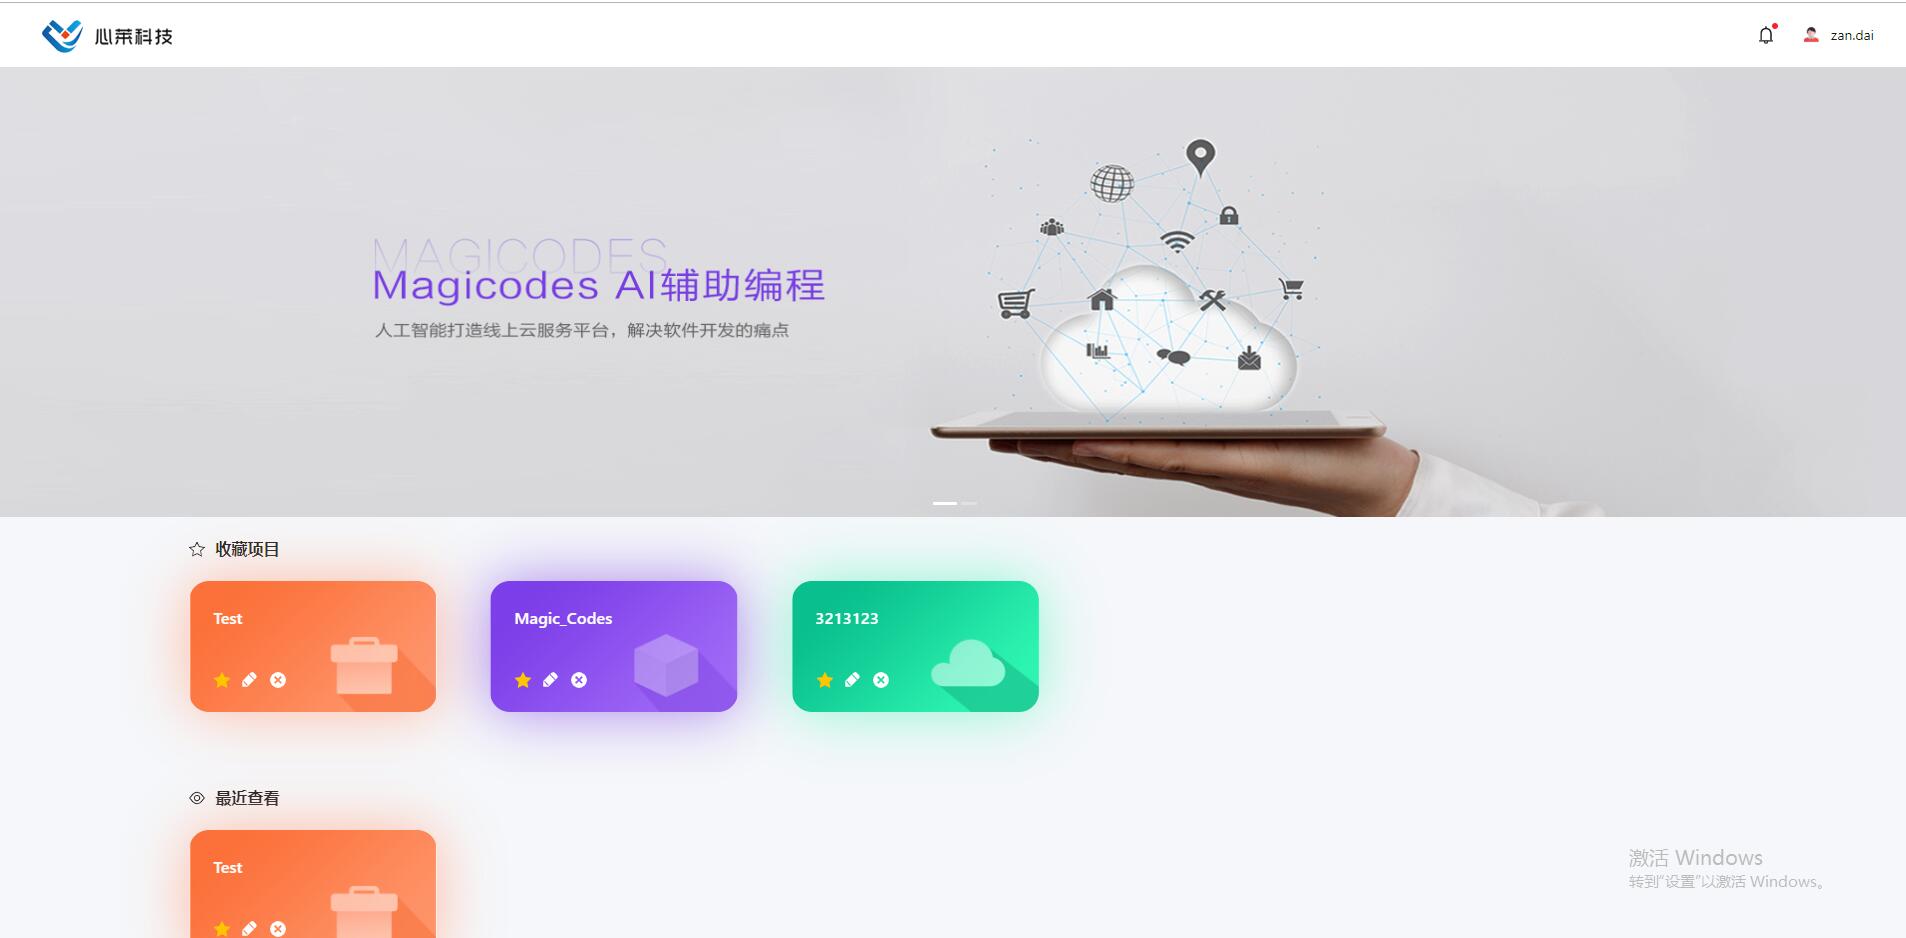 心莱科技
zan.dai
MAGICODES
Magicodes AI辅助编程
人工智能打造线上云服务平台，解决软件开发的痛点
收藏项目
Test
Magic_Codes
3213123
最近查看
Test
激活 Windows
转到“设置”以激活 Windows。